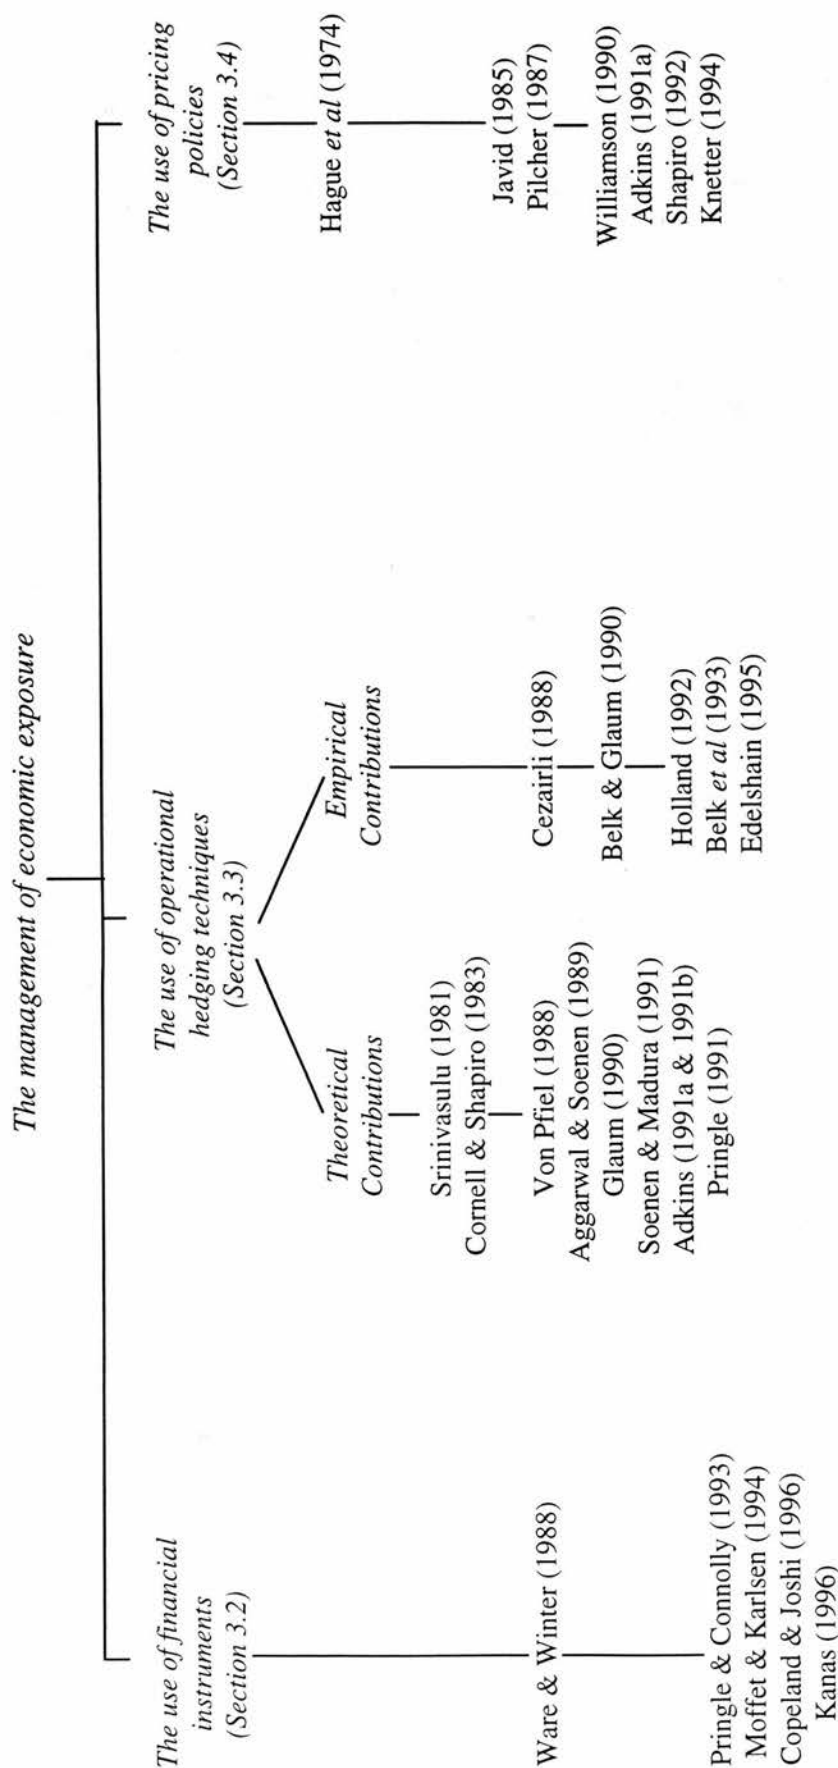 The management of economic exposure
The use of financial
instruments
(Section 3.2)
Ware & Winter (1988)
Pringle & Connolly (1993)
Moffet & Karlsen (1994)
Copeland & Joshi (1996)
Kanas (1996)
The use of operational
hedging techniques
(Section 3.3)
Theoretical
Contributions
Srinivasulu (1981)
Cornell & Shapiro (1983)
Von Pfiel (1988)
Aggarwal & Soenen (1989)
Glaum (1990)
Soenen & Madura (1991)
Adkins (1991a & 1991b)
Pringle (1991)
Empirical
Contributions
Cezairli (1988)
Belk & Glaum (1990)
Holland (1992)
Belk et al (1993)
Edelshain (1995)
The use of pricing
policies
(Section 3.4)
Hague et al (1974)
Javid (1985)
Pilcher (1987)
Williamson (1990)
Adkins (1991a)
Shapiro (1992)
Knetter (1994)